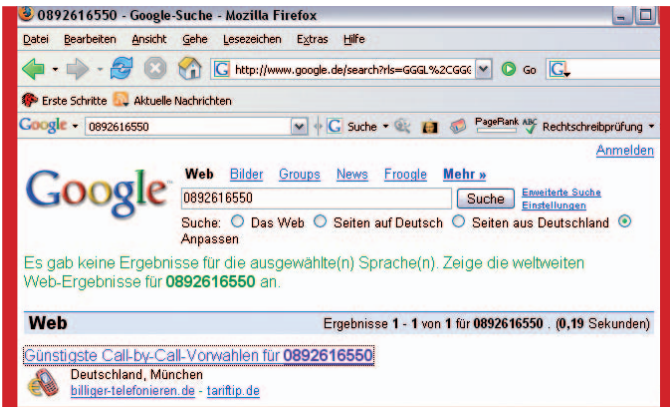 0892616550 - Google-Suche - Mozilla Firefox
Datei Bearbeiten Ansicht Gehe Lesezeichen Extras Hilfe
G http://www.google.de/search?rls=GGGL%2CGGG Go G
Erste Schritte Aktuelle Nachrichten
Google 0892616550 G Suche PageRank ABC Rechtschreibprüfung
Anmelden
Google Web Bilder Groups News Froogle Mehr »
0892616550 Suche Erweiterte Suche
Einstellungen
Suche: Das Web Seiten auf Deutsch Seiten aus Deutschland
Anpassen
Es gab keine Ergebnisse für die ausgewählte(n) Sprache(n). Zeige die weltweiten
Web-Ergebnisse für 0892616550 an.
Web Ergebnisse 1 - 1 von 1 für 0892616550 . (0,19 Sekunden)
Günstigste Call-by-Call-Vorwahlen für 0892616550
Deutschland, München
billiger-telefonieren.de - tariftip.de